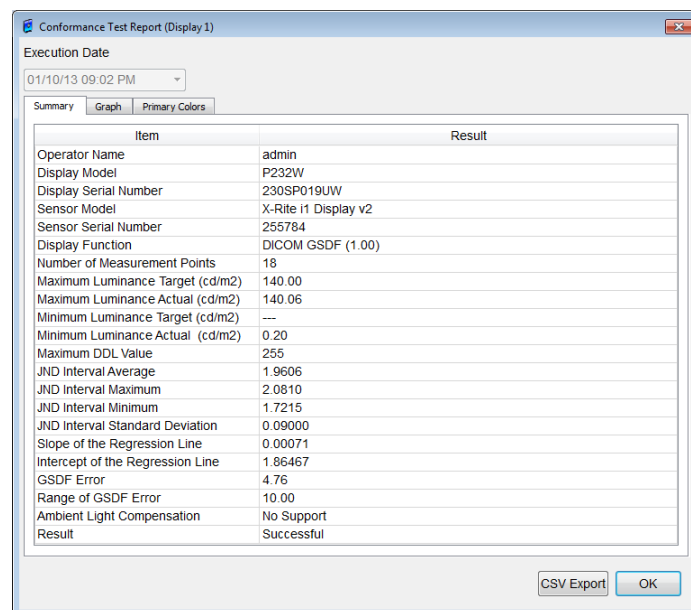 Conformance Test Report (Display 1)
Execution Date
01/10/13 09:02 PM
Summary Graph Primary Colors
Item Result
Operator Name admin
Display Model P232W
Display Serial Number 230SP019UW
Sensor Model X-Rite i1 Display v2
Sensor Serial Number 255784
Display Function DICOM GSDF (1.00)
Number of Measurement Points 18
Maximum Luminance Target (cd/m2) 140.00
Maximum Luminance Actual (cd/m2) 140.06
Minimum Luminance Target (cd/m2) ---
Minimum Luminance Actual (cd/m2) 0.20
Maximum DDL Value 255
JND Interval Average 1.9606
JND Interval Maximum 2.0810
JND Interval Minimum 1.7215
JND Interval Standard Deviation 0.09000
Slope of the Regression Line 0.00071
Intercept of the Regression Line 1.86467
GSDF Error 4.76
Range of GSDF Error 10.00
Ambient Light Compensation No Support
Result Successful
CSV Export OK